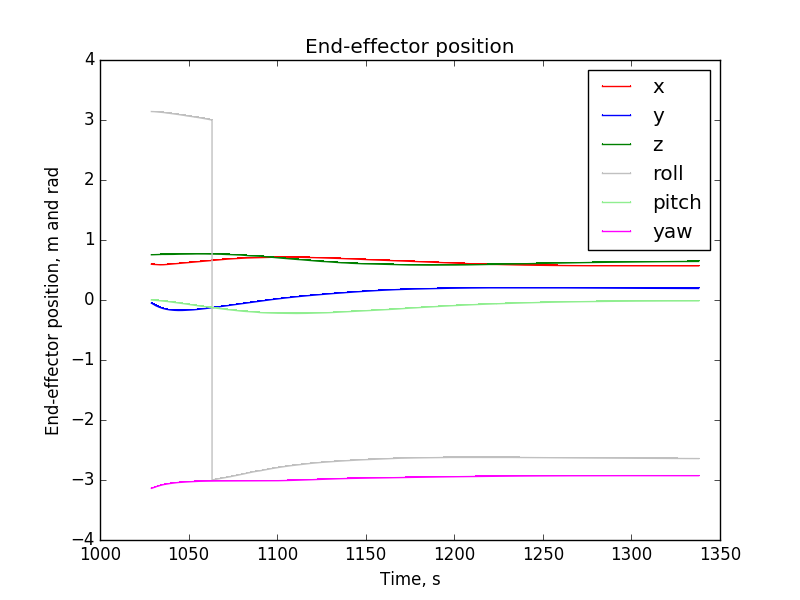 End-effector position
4
3
2
1
0
−1
−2
−3
−4
End-effector position, m and rad
x
y
z
roll
pitch
yaw
1000 1050 1100 1150 1200 1250 1300 1350
Time, s